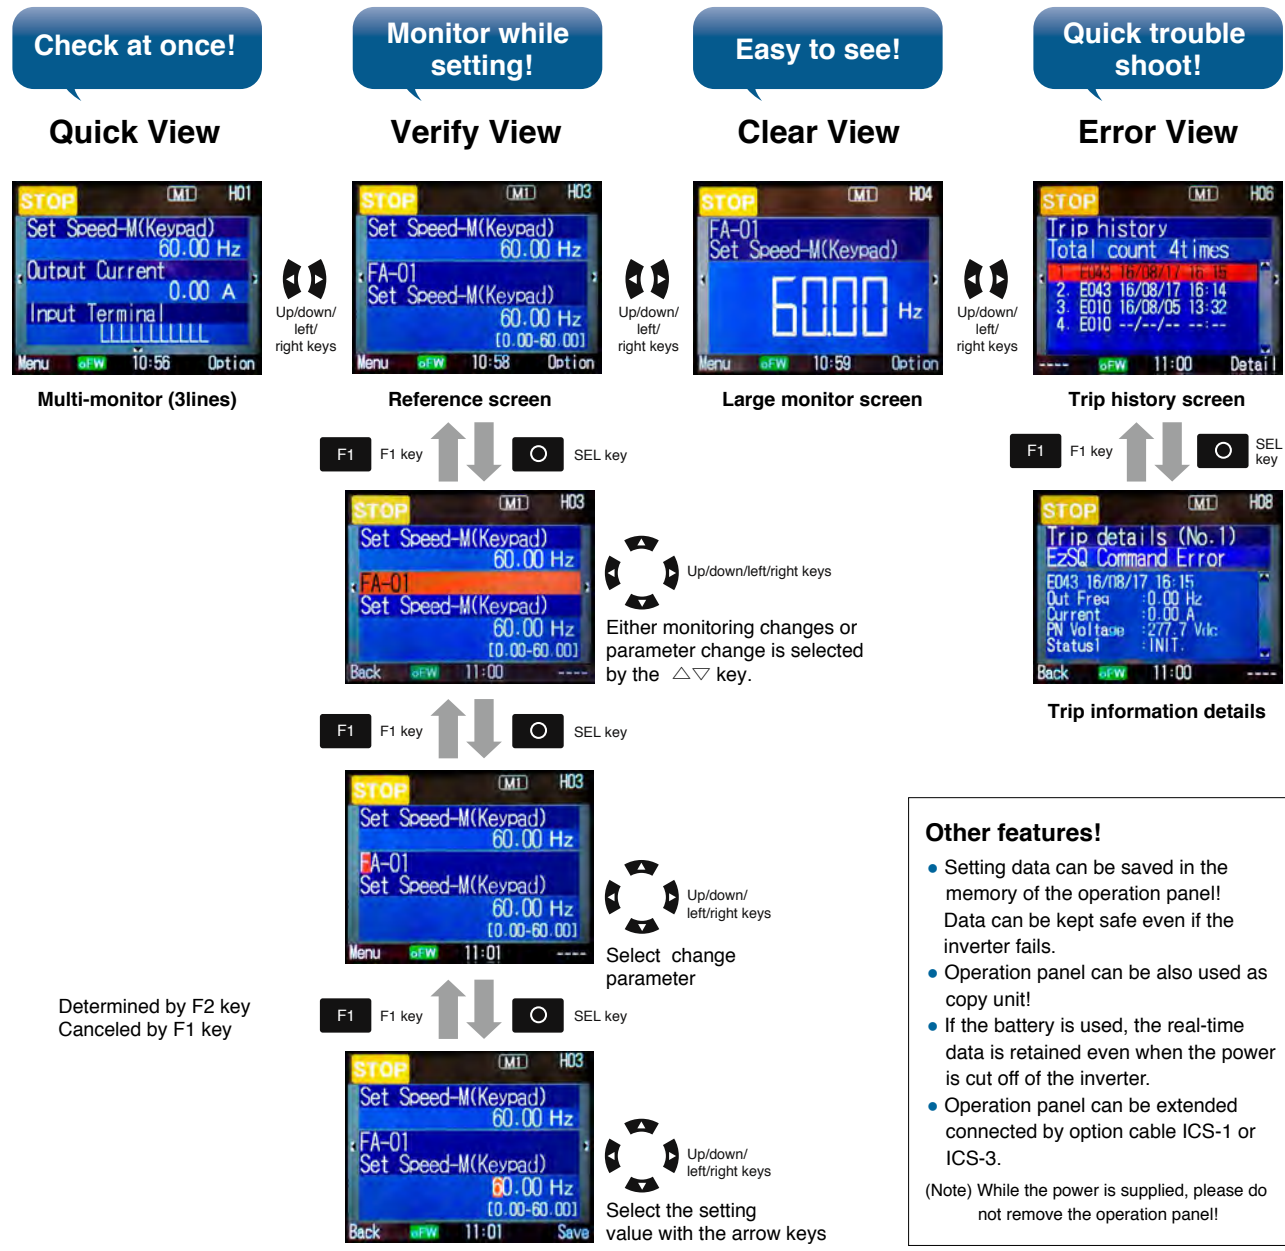 Check at once!
Monitor while
setting!
Easy to see!
Quick trouble
shoot!
Quick View
Verify View
Clear View
Error View
STOP M1 H01
Set Speed-M(Keypad)
60.00 Hz
Output Current
0.00 A
Input Terminal
LLLLLLLLLLL
Menu oFW 10:56 Option
Up/down/
left/
right keys
STOP M1 H03
Set Speed-M(Keypad)
60.00 Hz
FA-01
Set Speed-M(Keypad)
60.00 Hz
[0.00-60.00]
Menu oFW 10:58 Option
Up/down/
left/
right keys
STOP M1 H04
FA-01
Set Speed-M(Keypad)
60.00 Hz
Menu oFW 10:59 Option
Up/down/
left/
right keys
STOP M1 H06
Trip history
Total count 4times
1. E043 16/08/17 16:15
2. E043 16/08/17 16:14
3. E010 16/08/05 13:32
4. E010 --/--/-- --:--
---- oFW 11:00 Detail
Multi-monitor (3lines)
Reference screen
Large monitor screen
Trip history screen
F1 F1 key SEL key
F1 F1 key SEL
key
STOP M1 H03
Set Speed-M(Keypad)
60.00 Hz
FA-01
Set Speed-M(Keypad)
60.00 Hz
[0.00-60.00]
Back oFW 11:00 ----
Up/down/left/right keys
Either monitoring changes or
parameter change is selected
by the △▽ key.
STOP M1 H08
Trip details (No.1)
EzSQ Command Error
E043 16/08/17 16:15
Out Freq :0.00 Hz
Current :0.00 A
PN Voltage :277.7 Vdc
Status1 :INIT.
Back oFW 11:00 ----
Trip information details
F1 F1 key SEL key
STOP M1 H03
Set Speed-M(Keypad)
60.00 Hz
FA-01
Set Speed-M(Keypad)
60.00 Hz
[0.00-60.00]
Menu oFW 11:01 ----
Up/down/
left/right keys
Select change
parameter
Determined by F2 key
Canceled by F1 key
F1 F1 key SEL key
STOP M1 H03
Set Speed-M(Keypad)
60.00 Hz
FA-01
Set Speed-M(Keypad)
60.00 Hz
[0.00-60.00]
Back oFW 11:01 Save
Up/down/
left/right keys
Select the setting
value with the arrow keys
Other features!
● Setting data can be saved in the
memory of the operation panel!
Data can be kept safe even if the
inverter fails.
● Operation panel can be also used as
copy unit!
● If the battery is used, the real-time
data is retained even when the power
is cut off of the inverter.
● Operation panel can be extended
connected by option cable ICS-1 or
ICS-3.
(Note) While the power is supplied, please do
not remove the operation panel!